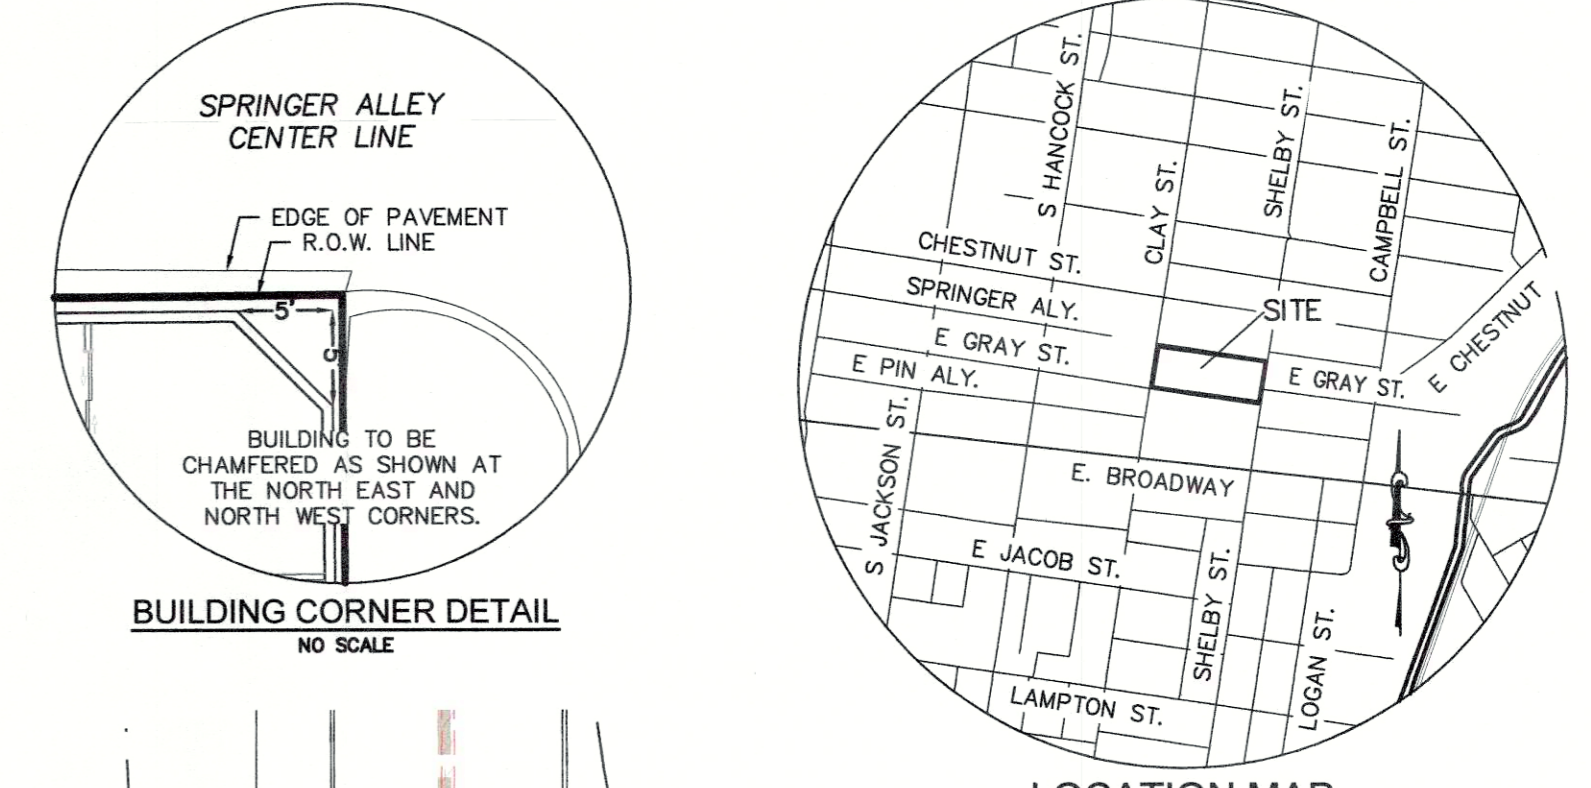 SPRINGER ALLEY
CENTER LINE
EDGE OF PAVEMENT
R.O.W. LINE
5'
5'
BUILDING TO BE
CHAMFERED AS SHOWN AT
THE NORTH EAST AND
NORTH WEST CORNERS.
BUILDING CORNER DETAIL
NO SCALE
S HANCOCK ST.
CLAY ST.
SHELBY ST.
CAMPBELL ST.
CHESTNUT ST.
SPRINGER ALY.
E GRAY ST.
E PIN ALY.
SITE
E GRAY ST.
E CHESTNUT
S JACKSON ST.
E. BROADWAY
E JACOB ST.
SHELBY ST.
LOGAN ST.
LAMPTON ST.
LOCATION MAP